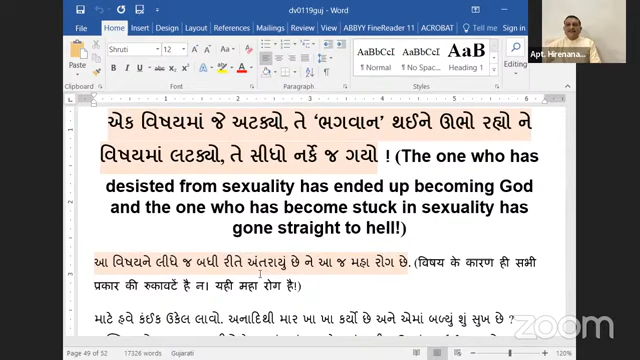 dv0119guj - Word
File Home Insert Design Layout References Mailings Review View ABBYY FineReader 11 ACROBAT Tell me Share
Paste
Clipboard
Shruti 12
Font
Paragraph
AaBbCcI AaBbCcI AaB
¶ Normal ¶ No Spac... Heading 1
Styles
Editing
Apt. Hirenana...
એક વિષયમાં જે અટક્યો, તે ‘ભગવાન’ થઈને ઊભો રહ્યો ને
વિષયમાં લટક્યો, તે સીધો નર્કે જ ગયો ! (The one who has
desisted from sexuality has ended up becoming God
and the one who has become stuck in sexuality has
gone straight to hell!)
આ વિષયને લીધે જ બધી રીતે અંતરાયું છે ને આ જ મહા રોગ છે. (विषय के कारण ही सभी
प्रकार की रुकावटें है न। यही महा रोग है!)
માટે હવે કંઈક ઉકેલ લાવો. અનાદિથી માર ખા ખા કર્યો છે અને એમાં બળ્યું શું સુખ છે ?
Page 49 of 52 17326 words Gujarati
zoom